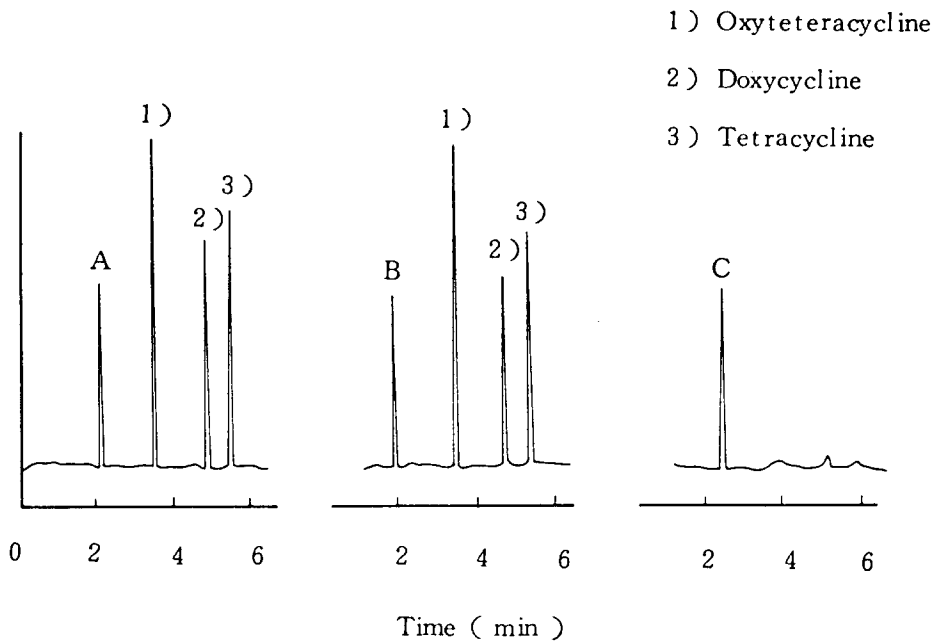 1) Oxyteteracycline
2) Doxycycline
3) Tetracycline
1)
2)
3)
A
1)
2)
3)
B
C
0 2 4 6
2 4 6
2 4 6
Time ( min )